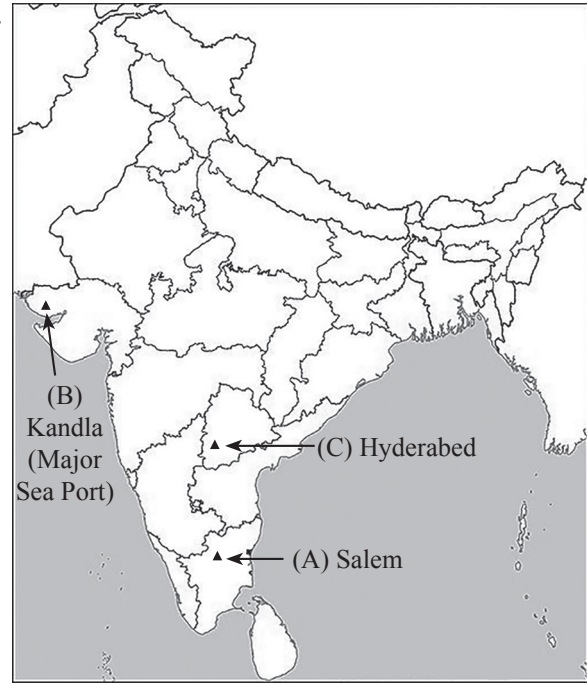 (B)
Kandla
(Major
Sea Port)
(C) Hyderabed
(A) Salem